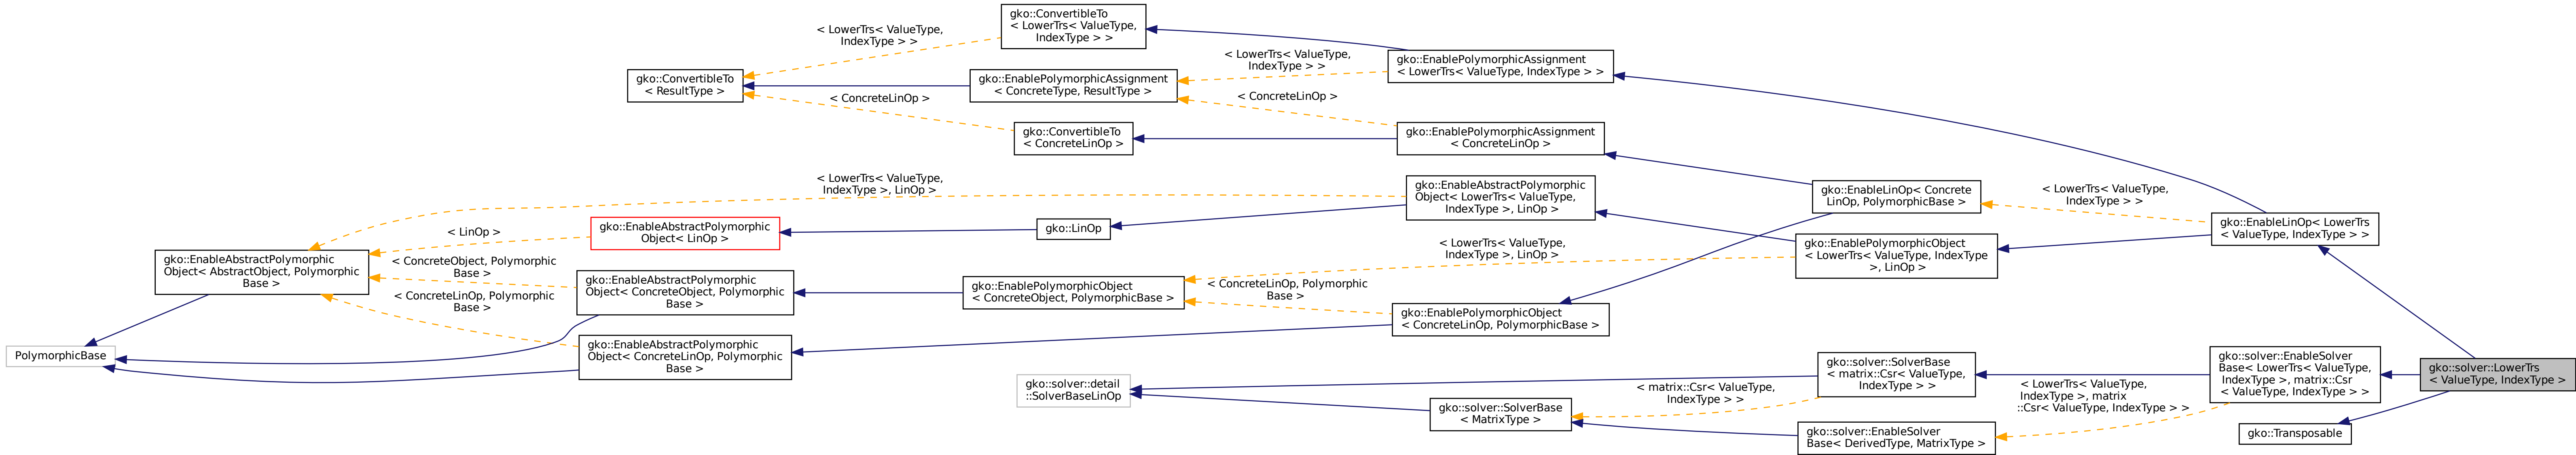 gko::ConvertibleTo
< LowerTrs< ValueType,
IndexType > >
< LowerTrs< ValueType,
IndexType > >
gko::ConvertibleTo
< ResultType >
gko::EnablePolymorphicAssignment
< ConcreteType, ResultType >
< LowerTrs< ValueType,
IndexType > >
gko::EnablePolymorphicAssignment
< LowerTrs< ValueType, IndexType > >
< ConcreteLinOp >
< ConcreteLinOp >
gko::ConvertibleTo
< ConcreteLinOp >
gko::EnablePolymorphicAssignment
< ConcreteLinOp >
< LowerTrs< ValueType,
IndexType >, LinOp >
gko::EnableAbstractPolymorphic
Object< LowerTrs< ValueType,
IndexType >, LinOp >
gko::EnableLinOp< Concrete
LinOp, PolymorphicBase >
< LowerTrs< ValueType,
IndexType > >
gko::EnableLinOp< LowerTrs
< ValueType, IndexType > >
gko::EnableAbstractPolymorphic
Object< LinOp >
gko::LinOp
< LinOp >
gko::EnableAbstractPolymorphic
Object< AbstractObject, Polymorphic
Base >
< ConcreteObject, Polymorphic
Base >
< ConcreteLinOp, Polymorphic
Base >
gko::EnableAbstractPolymorphic
Object< ConcreteObject, Polymorphic
Base >
gko::EnablePolymorphicObject
< ConcreteObject, PolymorphicBase >
< LowerTrs< ValueType,
IndexType >, LinOp >
< ConcreteLinOp, Polymorphic
Base >
gko::EnablePolymorphicObject
< LowerTrs< ValueType, IndexType
>, LinOp >
gko::EnablePolymorphicObject
< ConcreteLinOp, PolymorphicBase >
PolymorphicBase
gko::EnableAbstractPolymorphic
Object< ConcreteLinOp, Polymorphic
Base >
gko::solver::detail
::SolverBaseLinOp
gko::solver::SolverBase
< matrix::Csr< ValueType,
IndexType > >
< matrix::Csr< ValueType,
IndexType > >
gko::solver::SolverBase
< MatrixType >
gko::solver::EnableSolver
Base< DerivedType, MatrixType >
< LowerTrs< ValueType,
IndexType >, matrix
::Csr< ValueType, IndexType > >
gko::solver::EnableSolver
Base< LowerTrs< ValueType,
IndexType >, matrix::Csr
< ValueType, IndexType > >
gko::solver::LowerTrs
< ValueType, IndexType >
gko::Transposable